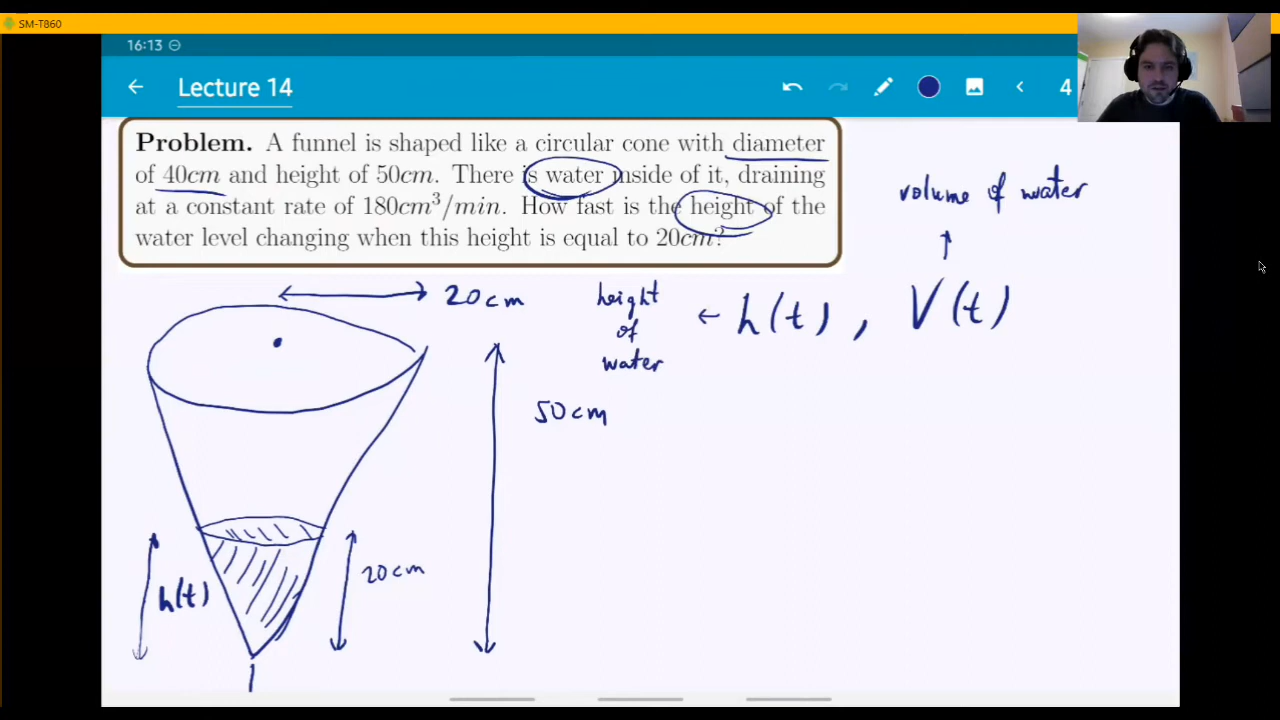 SM-T860
16:13
Lecture 14
4
Problem. A funnel is shaped like a circular cone with diameter
of 40cm and height of 50cm. There is water inside of it, draining
at a constant rate of 180cm³/min. How fast is the height of the
water level changing when this height is equal to 20cm?
volume of water
↑
20cm
height
of
water
← h(t), V(t)
50cm
h(t)
20cm